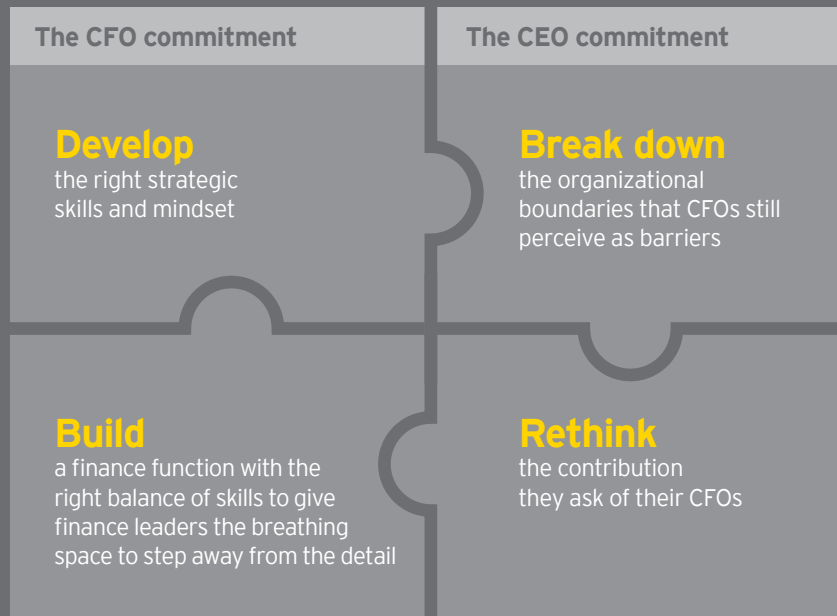 The CFO commitment
Develop
the right strategic
skills and mindset
Build
a finance function with the
right balance of skills to give
finance leaders the breathing
space to step away from the detail
The CEO commitment
Break down
the organizational
boundaries that CFOs still
perceive as barriers
Rethink
the contribution
they ask of their CFOs